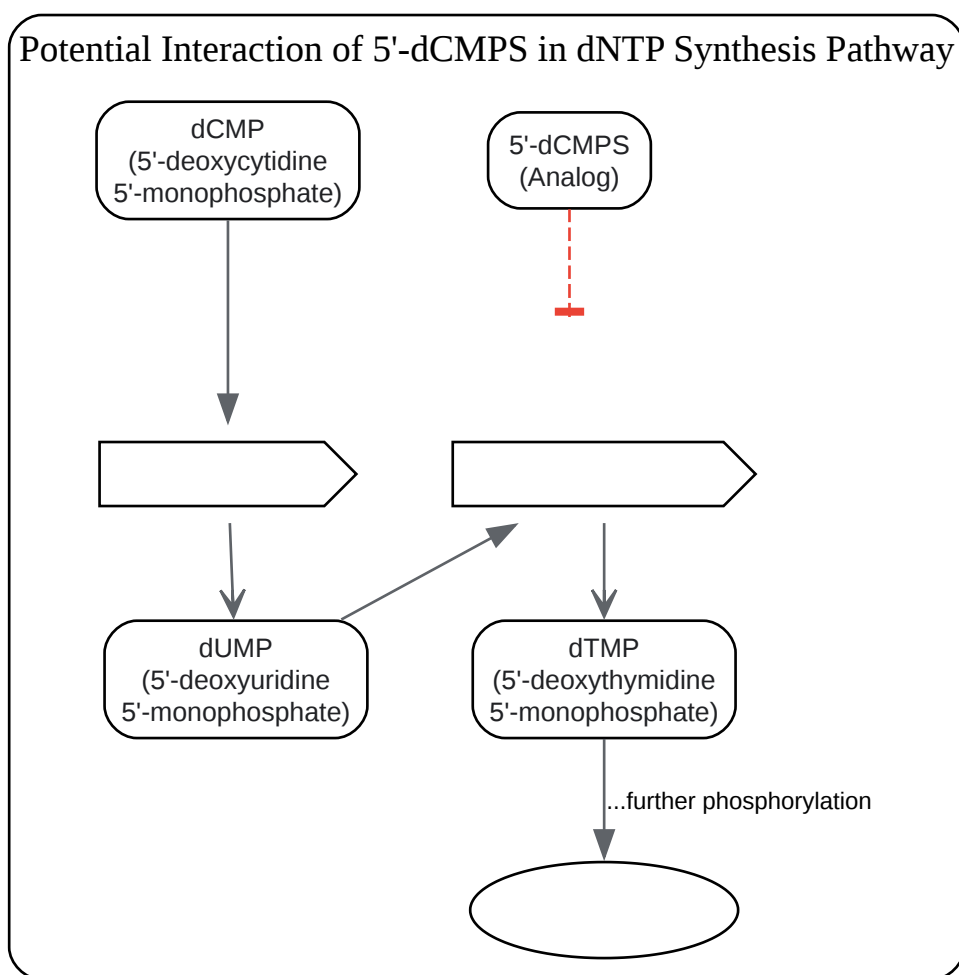 Potential Interaction of 5'-dCMPS in dNTP Synthesis Pathway
dCMP
(5'-deoxycytidine
5'-monophosphate)
5'-dCMPS
(Analog)
dUMP
(5'-deoxyuridine
5'-monophosphate)
dTMP
(5'-deoxythymidine
5'-monophosphate)
...further phosphorylation